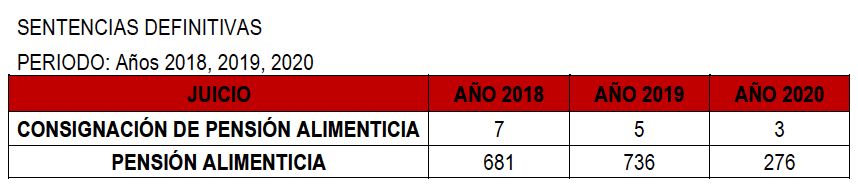 SENTENCIAS DEFINITIVAS
PERIODO: Años 2018, 2019, 2020
JUICIO AÑO 2018 AÑO 2019 AÑO 2020
CONSIGNACIÓN DE PENSIÓN ALIMENTICIA 7 5 3
PENSIÓN ALIMENTICIA 681 736 276